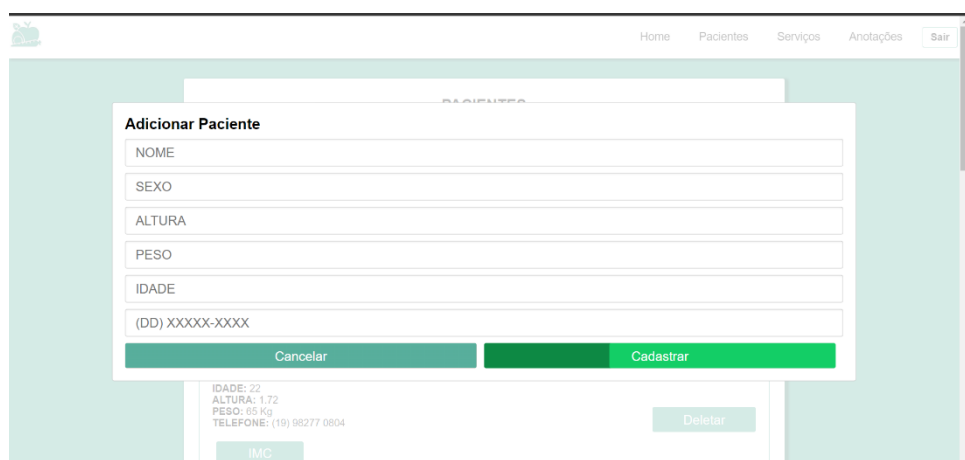 Home Pacientes Serviços Anotações Sair
PACIENTES
Adicionar Paciente
NOME
SEXO
ALTURA
PESO
IDADE
(DD) XXXXX-XXXX
Cancelar Cadastrar
IDADE: 22
ALTURA: 1.72
PESO: 65 Kg
TELEFONE: (19) 98277 0804
Deletar
IMC